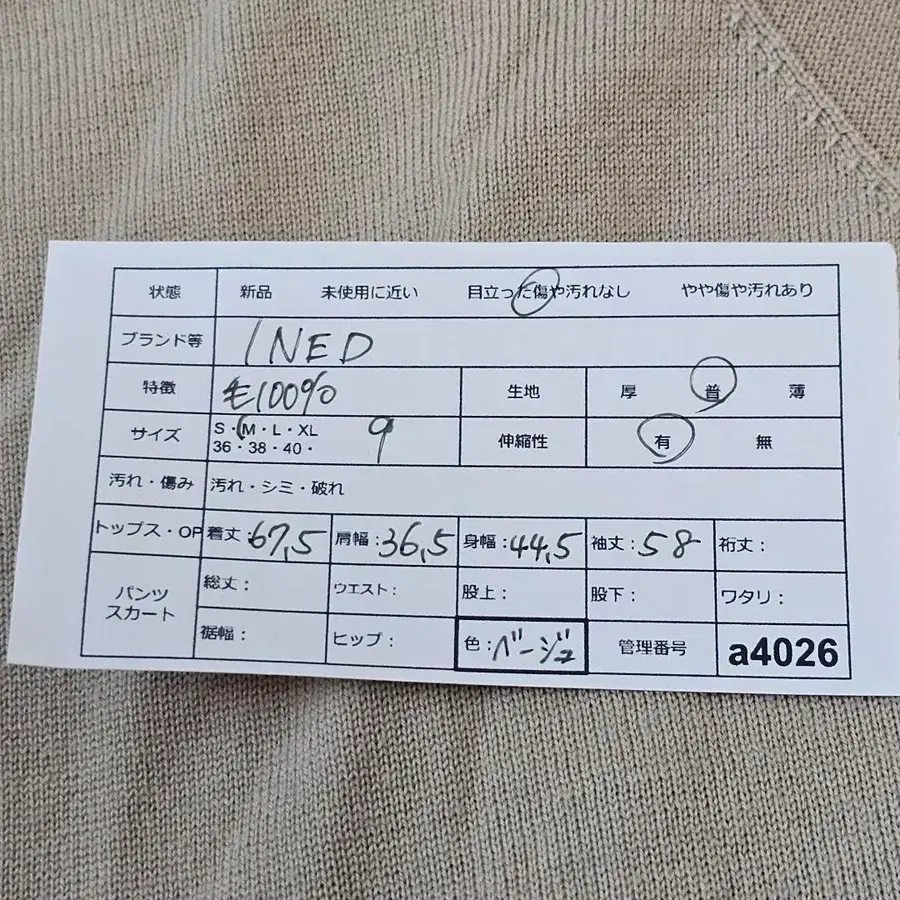 状態 新品 未使用に近い 目立った傷や汚れなし やや傷や汚れあり
ブランド等 INED
特徴 毛100% 生地 厚 普 薄
サイズ S・M・L・XL 9 伸縮性 有 無
36・38・40・
汚れ・傷み 汚れ・シミ・破れ
トップス・OP 着丈:67,5 肩幅:36,5 身幅:44,5 袖丈:58 裄丈:
パンツ 総丈: ウエスト: 股上: 股下: ワタリ:
スカート 裾幅: ヒップ: 色:ベージュ 管理番号 a4026